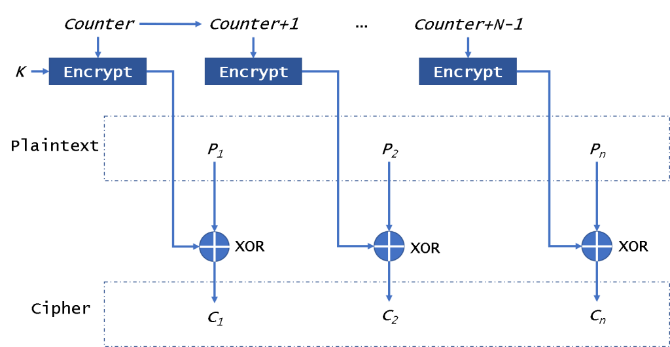 Counter Counter+1 … Counter+N-1
K Encrypt Encrypt Encrypt
Plaintext P1 P2 Pn
XOR XOR XOR
Cipher C1 C2 Cn